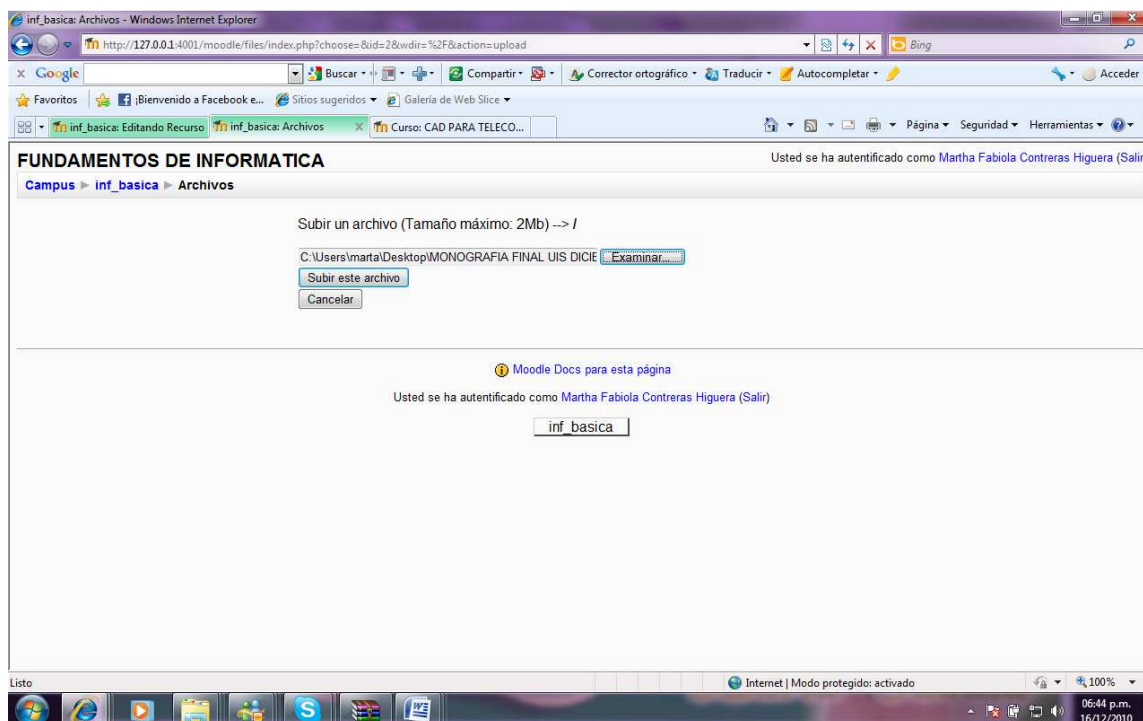 inf_basica: Archivos - Windows Internet Explorer
http://127.0.0.1:4001/moodle/files/index.php?choose=&id=2&wdir=%2F&action=upload Bing
x Google Buscar Compartir Corrector ortográfico Traducir Autocompletar Acceder
Favoritos ¡Bienvenido a Facebook e... Sitios sugeridos Galería de Web Slice
inf_basica: Editando Recurso inf_basica: Archivos X Curso: CAD PARA TELECO... Página Seguridad Herramientas
FUNDAMENTOS DE INFORMATICA Usted se ha autentificado como Martha Fabiola Contreras Higuera (Salir
Campus ► inf_basica ► Archivos
Subir un archivo (Tamaño máximo: 2Mb) --> /
C:\Users\marta\Desktop\MONOGRAFIA FINAL UIS DICIE Examinar...
Subir este archivo
Cancelar
Moodle Docs para esta página
Usted se ha autentificado como Martha Fabiola Contreras Higuera (Salir)
inf_basica
Listo Internet | Modo protegido: activado 100%
06:44 p.m.
16/12/2010